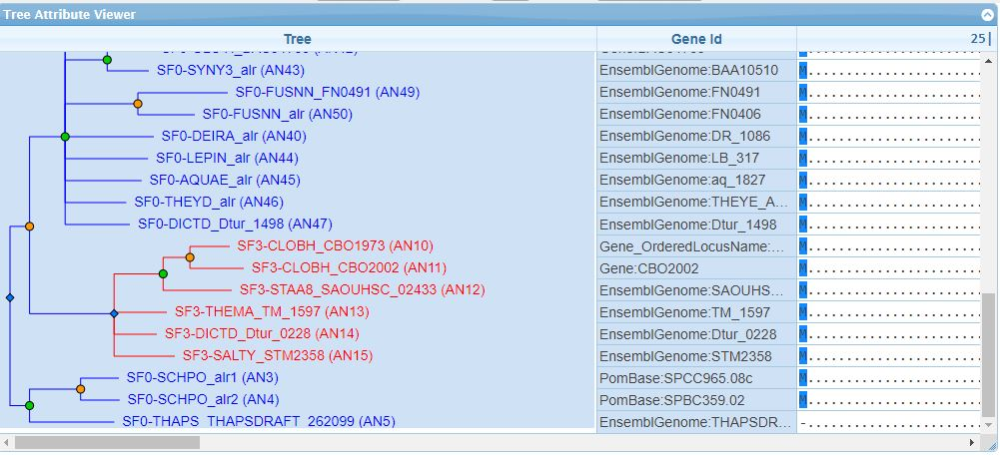 Tree Attribute Viewer
Tree Gene Id 25|
SF0-SYNY3_alr (AN43) EnsemblGenome:BAA10510 M....................
SF0-FUSNN_FN0491 (AN49) EnsemblGenome:FN0491 M....................
SF0-FUSNN_alr (AN50) EnsemblGenome:FN0406 M....................
SF0-DEIRA_alr (AN40) EnsemblGenome:DR_1086 M....................
SF0-LEPIN_alr (AN44) EnsemblGenome:LB_317 M....................
SF0-AQUAE_alr (AN45) EnsemblGenome:aq_1827 M....................
SF0-THEYD_alr (AN46) EnsemblGenome:THEYE_A... M....................
SF0-DICTD_Dtur_1498 (AN47) EnsemblGenome:Dtur_1498 M....................
SF3-CLOBH_CBO1973 (AN10) Gene_OrderedLocusName:... M....................
SF3-CLOBH_CBO2002 (AN11) Gene:CBO2002 M....................
SF3-STAA8_SAOUHSC_02433 (AN12) EnsemblGenome:SAOUHS... M....................
SF3-THEMA_TM_1597 (AN13) EnsemblGenome:TM_1597 M....................
SF3-DICTD_Dtur_0228 (AN14) EnsemblGenome:Dtur_0228 M....................
SF3-SALTY_STM2358 (AN15) EnsemblGenome:STM2358 M....................
SF0-SCHPO_alr1 (AN3) PomBase:SPCC965.08c M....................
SF0-SCHPO_alr2 (AN4) PomBase:SPBC359.02 M....................
SF0-THAPS_THAPSDRAFT_262099 (AN5) EnsemblGenome:THAPSDR... -....................